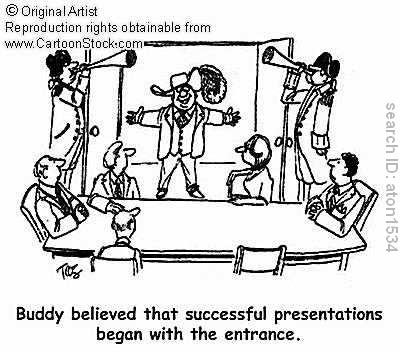 © Original Artist
Reproduction rights obtainable from
www.CartoonStock.com
search ID: aton1534
Buddy believed that successful presentations
began with the entrance.